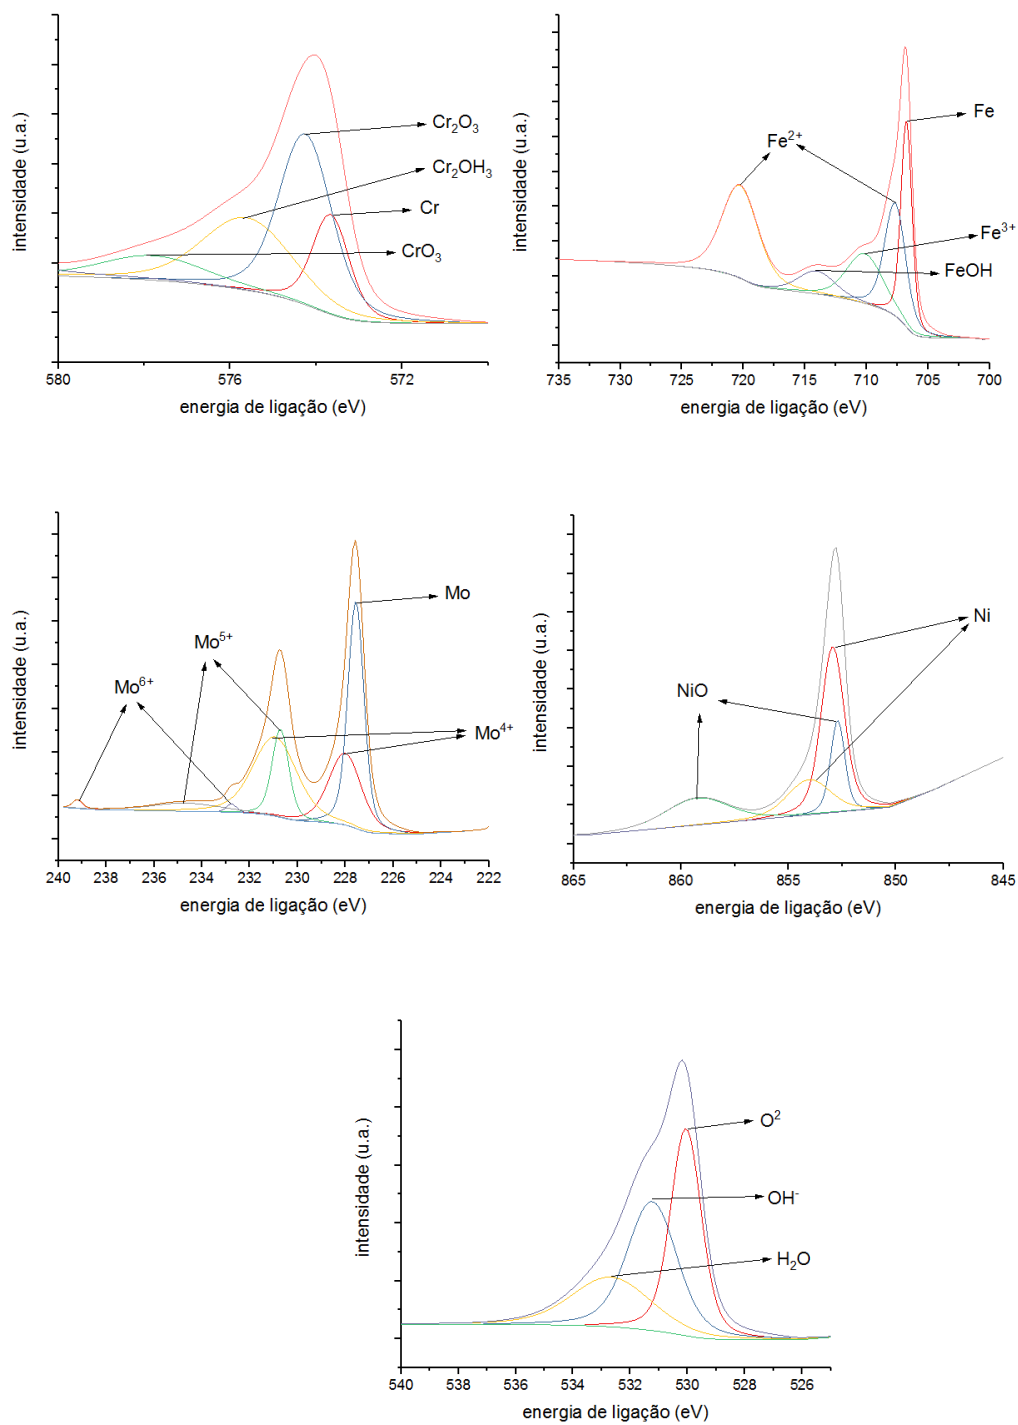 intensidade (u.a.)
Cr₂O₃
Cr₂OH₃
Cr
CrO₃
580 576 572
energia de ligação (eV)
intensidade (u.a.)
Fe
Fe²⁺
Fe³⁺
FeOH
735 730 725 720 715 710 705 700
energia de ligação (eV)
intensidade (u.a.)
Mo
Mo⁵⁺
Mo⁶⁺
Mo⁴⁺
240 238 236 234 232 230 228 226 224 222
energia de ligação (eV)
intensidade (u.a.)
Ni
NiO
865 860 855 850 845
energia de ligação (eV)
intensidade (u.a.)
O²
OH⁻
H₂O
540 538 536 534 532 530 528 526
energia de ligação (eV)